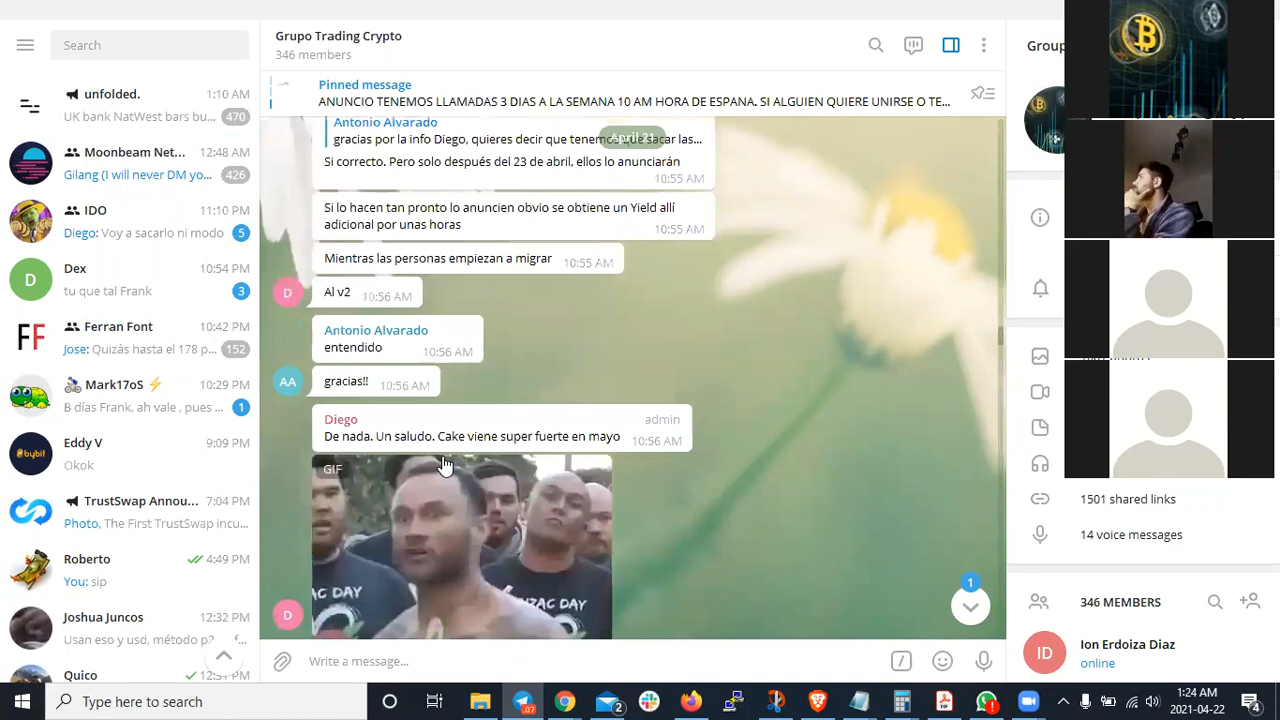 Search
unfolded.
1:10 AM
UK bank NatWest bars bu...
470
Moonbeam Net...
12:48 AM
Gilang (I will never DM yo...
426
IDO
11:10 PM
Diego: Voy a sacarlo ni modo
5
D
Dex
10:54 PM
tu que tal Frank
3
FF
Ferran Font
10:42 PM
Jose: Quizás hasta el 178 p...
152
Mark17oS
10:29 PM
B días Frank, ah vale , pues ...
1
bybit
Eddy V
9:09 PM
Okok
TrustSwap Annou...
7:04 PM
Photo, The First TrustSwap incu...
Roberto
4:49 PM
You: sip
Joshua Juncos
12:32 PM
Usan eso y usd, método p2
Quico
Grupo Trading Crypto
346 members
Pinned message
ANUNCIO TENEMOS LLAMADAS 3 DIAS A LA SEMANA 10 AM HORA DE ESPANA. SI ALGUIEN QUIERE UNIRSE O TE...
April 21
Antonio Alvarado
gracias por la info Diego, quieres decir que
Si correcto. Pero solo después del 23 de abril, ellos lo anunciarán
10:55 AM
Si lo hacen tan pronto lo anuncien obvio se obtiene un Yield allí
adicional por unas horas
10:55 AM
Mientras las personas empiezan a migrar
10:55 AM
D
Al v2
10:56 AM
Antonio Alvarado
entendido
10:56 AM
AA
gracias!!
10:56 AM
Diego
admin
De nada. Un saludo. Cake viene super fuerte en mayo
10:56 AM
GIF
D
1
Write a message...
Group
1501 shared links
14 voice messages
346 MEMBERS
ID
Ion Erdoiza Diaz
online
Type here to search
07
2
1:24 AM
2021-04-22
4